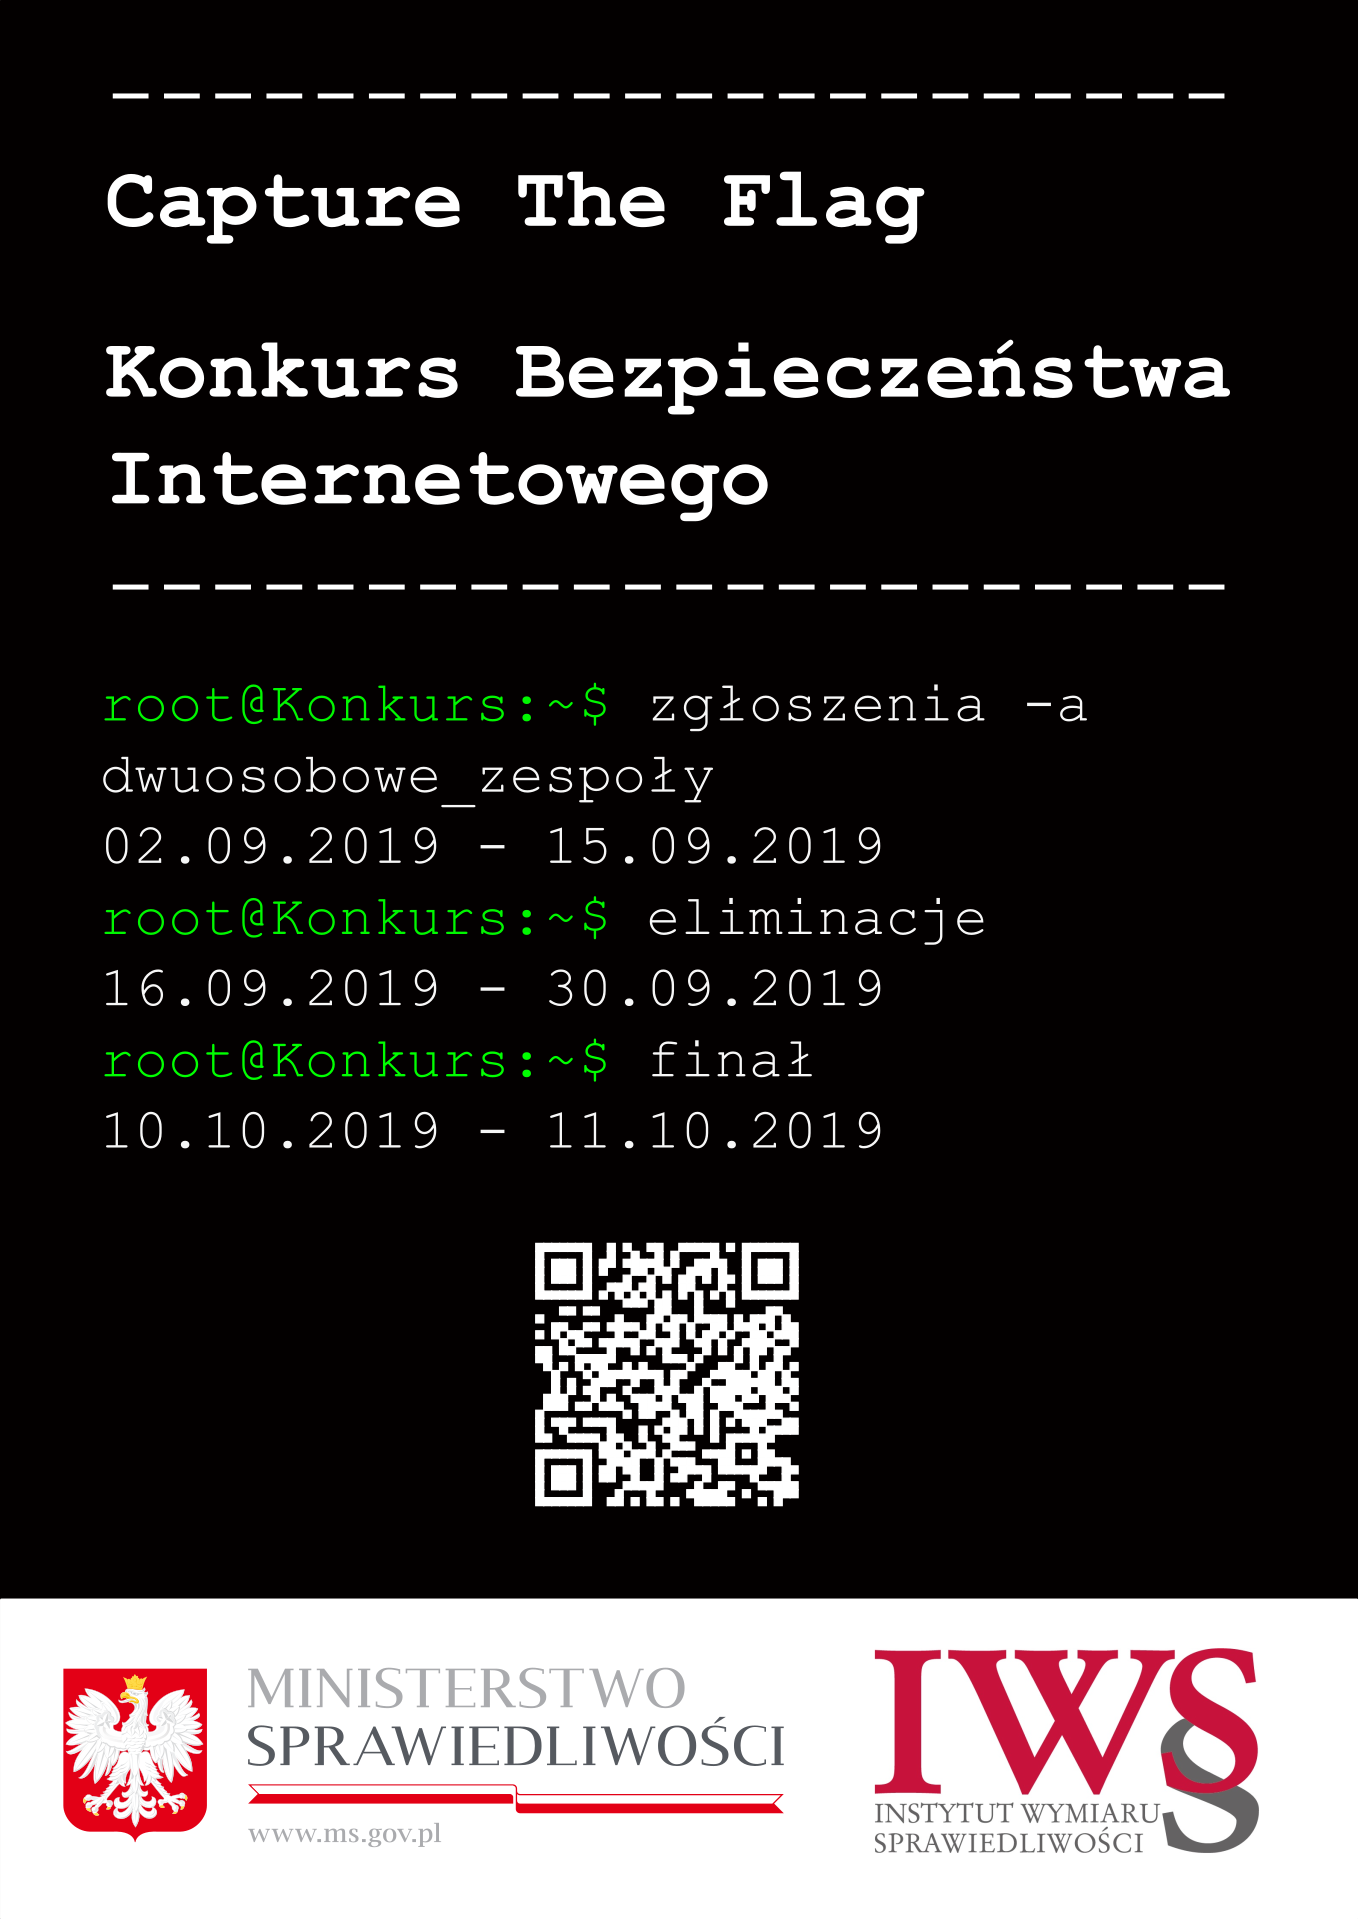 Capture The Flag
Konkurs Bezpieczeństwa
Internetowego
root@Konkurs:~$ zgłoszenia -a
dwuosobowe_zespoły
02.09.2019 - 15.09.2019
root@Konkurs:~$ eliminacje
16.09.2019 - 30.09.2019
root@Konkurs:~$ finał
10.10.2019 - 11.10.2019
MINISTERSTWO
SPRAWIEDLIWOŚCI
www.ms.gov.pl
IWS
INSTYTUT WYMIARU
SPRAWIEDLIWOŚCI